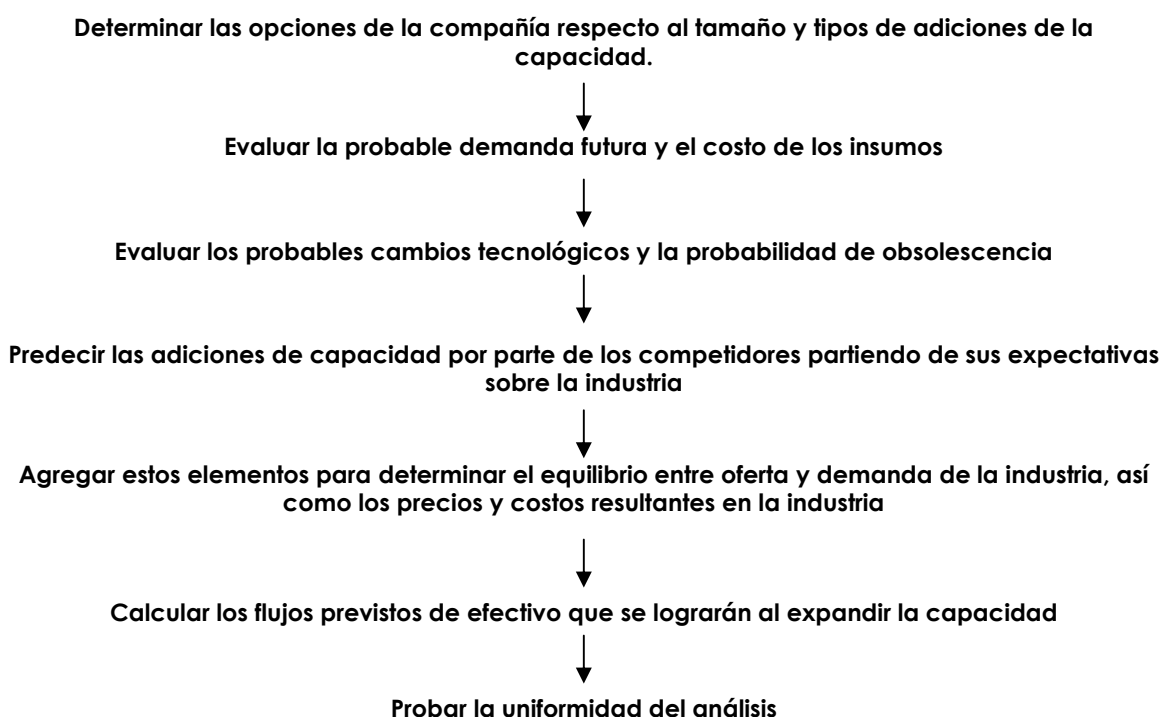 Determinar las opciones de la compañía respecto al tamaño y tipos de adiciones de la
capacidad.
Evaluar la probable demanda futura y el costo de los insumos
Evaluar los probables cambios tecnológicos y la probabilidad de obsolescencia
Predecir las adiciones de capacidad por parte de los competidores partiendo de sus expectativas
sobre la industria
Agregar estos elementos para determinar el equilibrio entre oferta y demanda de la industria, así
como los precios y costos resultantes en la industria
Calcular los flujos previstos de efectivo que se lograrán al expandir la capacidad
Probar la uniformidad del análisis